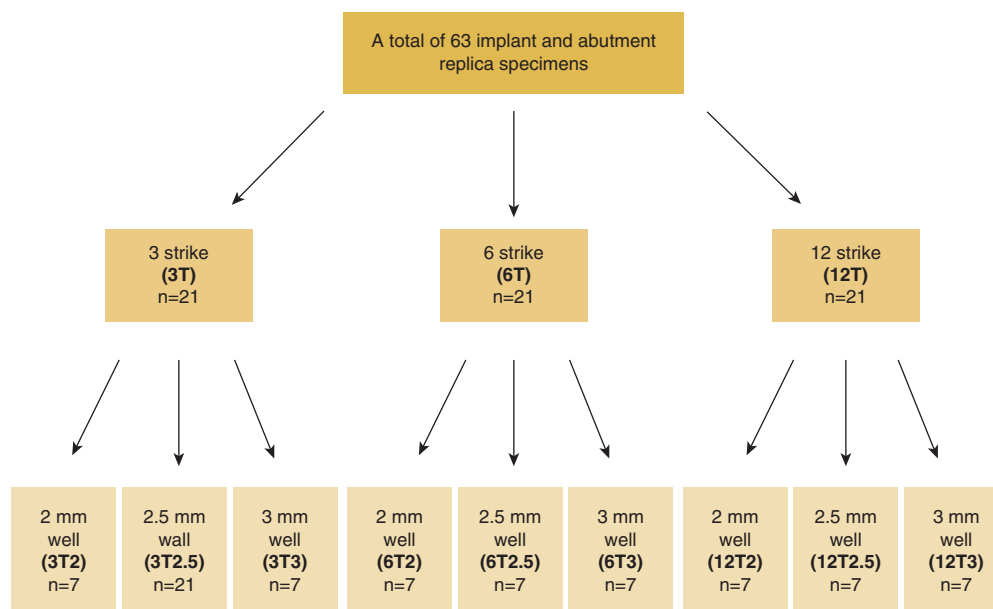 A total of 63 implant and abutment
replica specimens
3 strike
(3T)
n=21
6 strike
(6T)
n=21
12 strike
(12T)
n=21
2 mm
well
(3T2)
n=7
2.5 mm
wall
(3T2.5)
n=21
3 mm
well
(3T3)
n=7
2 mm
well
(6T2)
n=7
2.5 mm
well
(6T2.5)
n=7
3 mm
well
(6T3)
n=7
2 mm
well
(12T2)
n=7
2.5 mm
well
(12T2.5)
n=7
3 mm
well
(12T3)
n=7